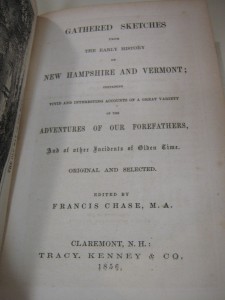 GATHERED SKETCHES
FROM
THE EARLY HISTORY
OF
NEW HAMPSHIRE AND VERMONT;
CONTAINING
VIVID AND INTERESTING ACCOUNTS OF A GREAT VARIETY
OF THE
ADVENTURES OF OUR FOREFATHERS,
And of other Incidents of Olden Time.
ORIGINAL AND SELECTED.
EDITED BY
FRANCIS CHASE, M.A.
CLAREMONT, N.H.:
TRACY, KENNEY & CO.
1856.